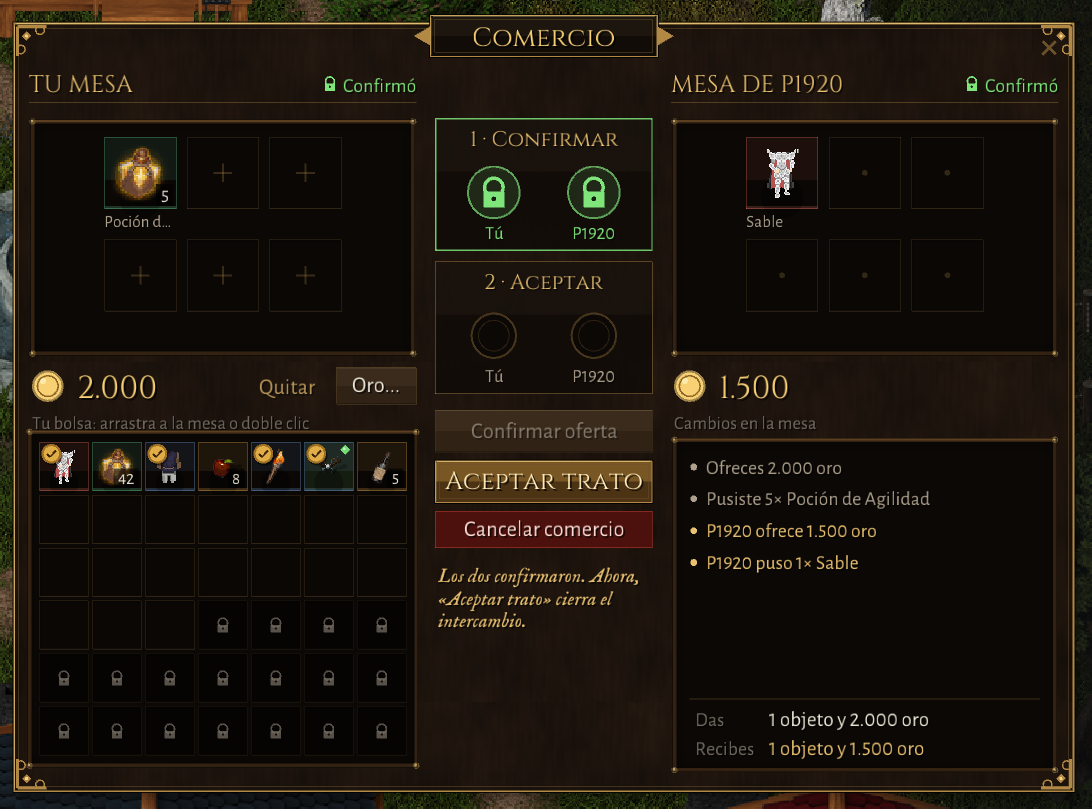 COMERCIO
TU MESA
Confirmó
5
Poción d...
2.000
Quitar
Oro...
Tu bolsa: arrastra a la mesa o doble clic
42
8
5
1 · CONFIRMAR
Tú
P1920
2 · ACEPTAR
Tú
P1920
Confirmar oferta
ACEPTAR TRATO
Cancelar comercio
Los dos confirmaron. Ahora,
«Aceptar trato» cierra el
intercambio.
MESA DE P1920
Confirmó
Sable
1.500
Cambios en la mesa
Ofreces 2.000 oro
Pusiste 5× Poción de Agilidad
P1920 ofrece 1.500 oro
P1920 puso 1× Sable
Das 1 objeto y 2.000 oro
Recibes 1 objeto y 1.500 oro